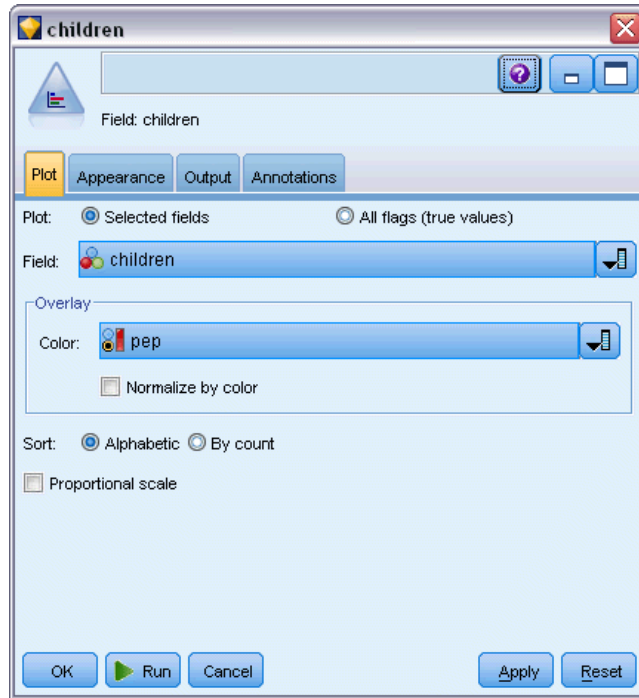 children
Field: children
Plot Appearance Output Annotations
Plot: Selected fields All flags (true values)
Field: children
Overlay
Color: pep
Normalize by color
Sort: Alphabetic By count
Proportional scale
OK Run Cancel Apply Reset